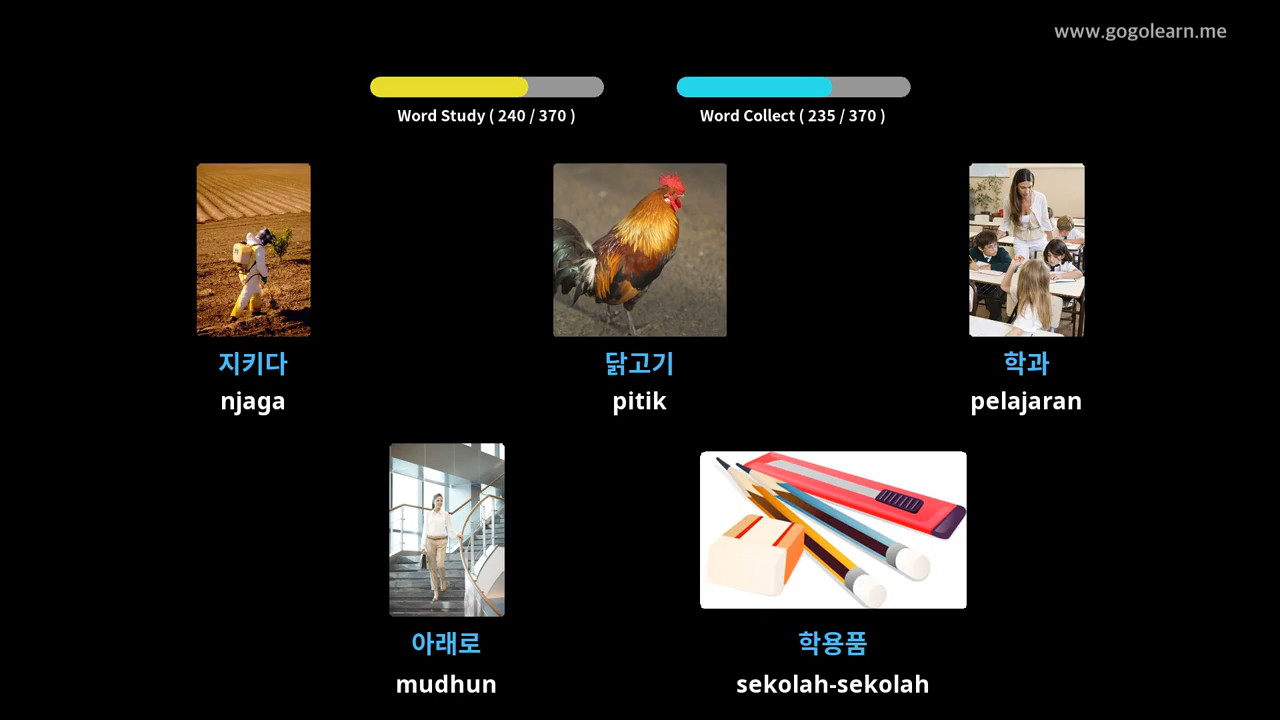 www.gogolearn.me
Word Study ( 240 / 370 )
Word Collect ( 235 / 370 )
지키다
njaga
닭고기
pitik
학과
pelajaran
아래로
mudhun
학용품
sekolah-sekolah